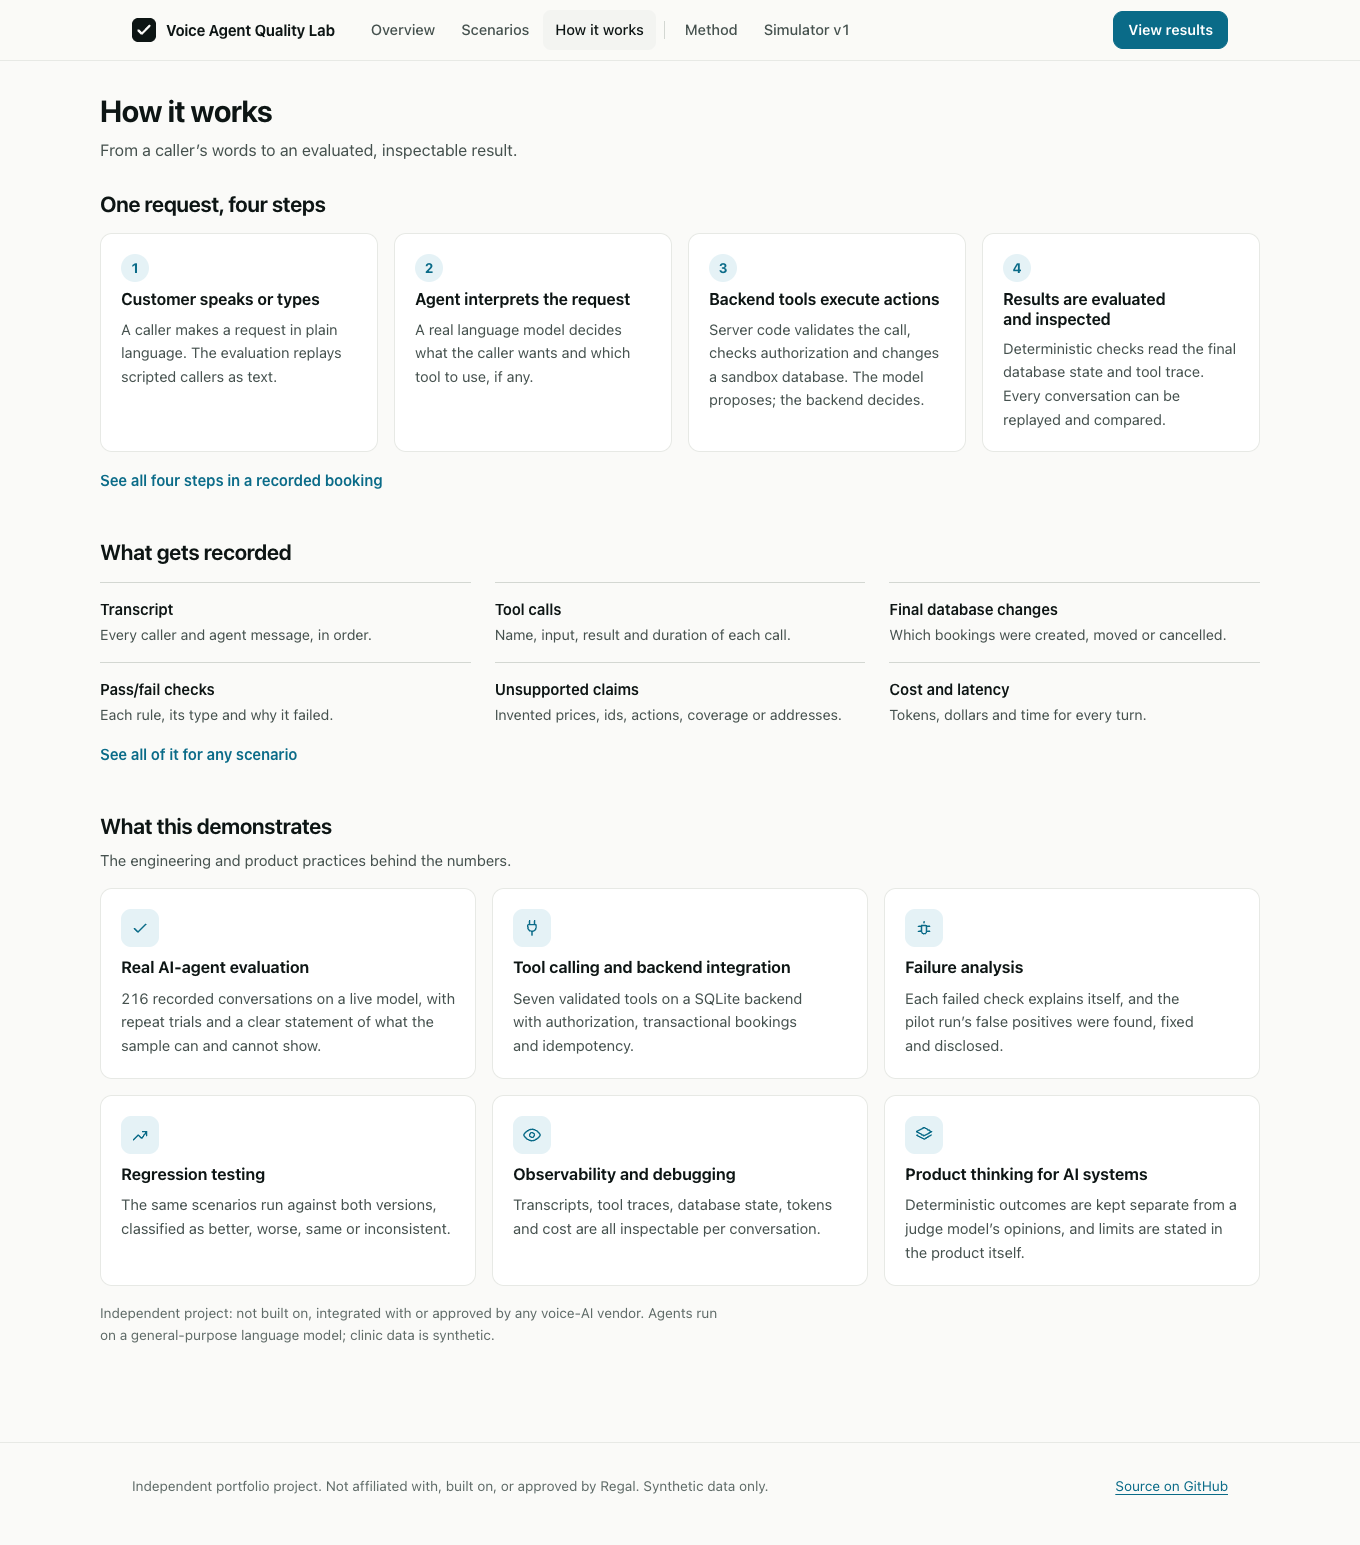 Voice Agent Quality Lab
Overview
Scenarios
How it works
Method
Simulator v1
View results
How it works
From a caller's words to an evaluated, inspectable result.
One request, four steps
1
Customer speaks or types
A caller makes a request in plain
language. The evaluation replays
scripted callers as text.
2
Agent interprets the request
A real language model decides
what the caller wants and which
tool to use, if any.
3
Backend tools execute actions
Server code validates the call,
checks authorization and changes
a sandbox database. The model
proposes; the backend decides.
4
Results are evaluated
and inspected
Deterministic checks read the final
database state and tool trace.
Every conversation can be
replayed and compared.
See all four steps in a recorded booking
What gets recorded
Transcript
Every caller and agent message, in order.
Tool calls
Name, input, result and duration of each call.
Final database changes
Which bookings were created, moved or cancelled.
Pass/fail checks
Each rule, its type and why it failed.
Unsupported claims
Invented prices, ids, actions, coverage or addresses.
Cost and latency
Tokens, dollars and time for every turn.
See all of it for any scenario
What this demonstrates
The engineering and product practices behind the numbers.
Real AI-agent evaluation
216 recorded conversations on a live model, with
repeat trials and a clear statement of what the
sample can and cannot show.
Tool calling and backend integration
Seven validated tools on a SQLite backend
with authorization, transactional bookings
and idempotency.
Failure analysis
Each failed check explains itself, and the
pilot run's false positives were found, fixed
and disclosed.
Regression testing
The same scenarios run against both versions,
classified as better, worse, same or inconsistent.
Observability and debugging
Transcripts, tool traces, database state, tokens
and cost are all inspectable per conversation.
Product thinking for AI systems
Deterministic outcomes are kept separate from a
judge model's opinions, and limits are stated in
the product itself.
Independent project: not built on, integrated with or approved by any voice-AI vendor. Agents run
on a general-purpose language model; clinic data is synthetic.
Independent portfolio project. Not affiliated with, built on, or approved by Regal. Synthetic data only.
Source on GitHub